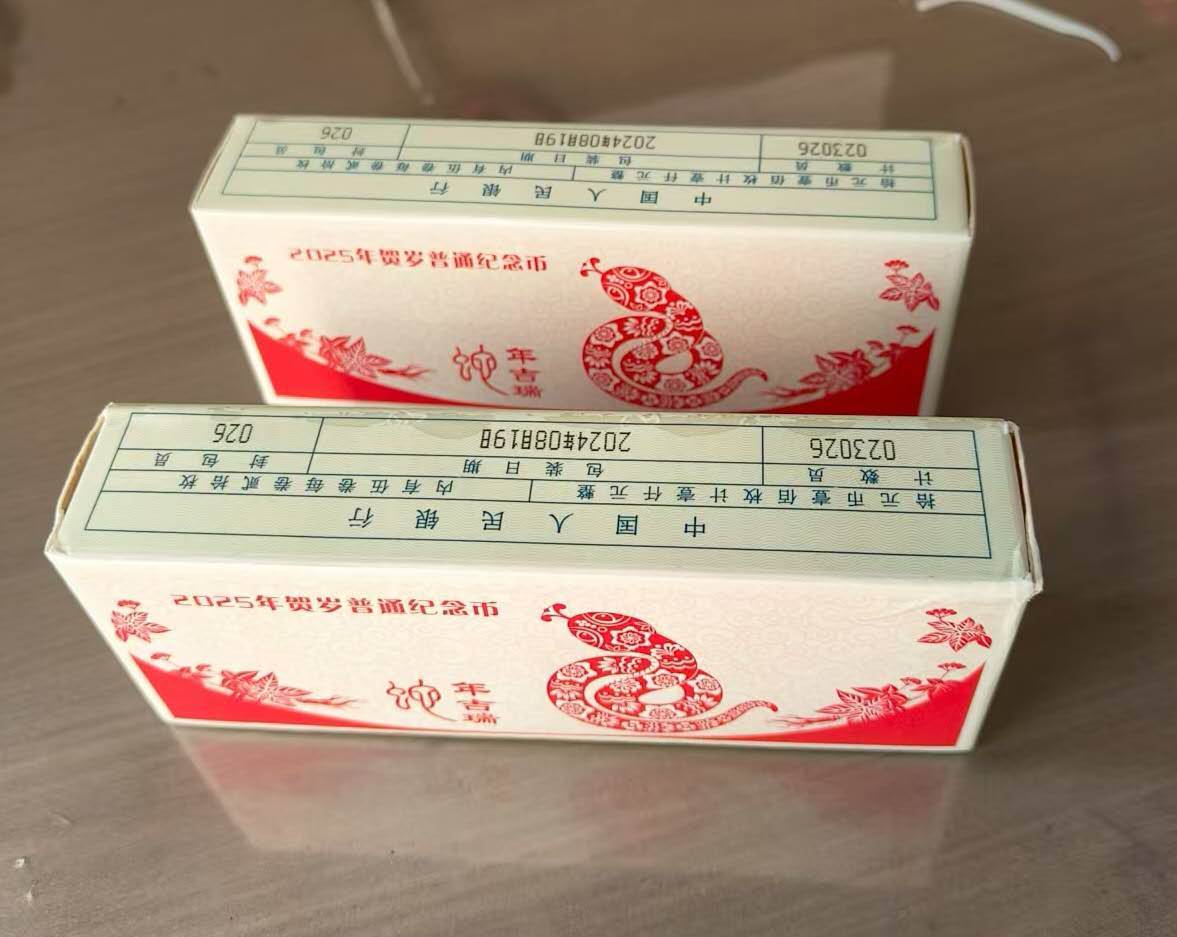 中国人民银行
拾元币壹佰枚计壹仟元整 内有伍卷每卷贰拾枚
计数员 包装日期 封包员
023026 2024年08月19日 026
2025年贺岁普通纪念币
蛇年吉瑞
中国人民银行
拾元币壹佰枚计壹仟元整 内有伍卷每卷贰拾枚
计数员 包装日期 封包员
023026 2024年08月19日 026
2025年贺岁普通纪念币
蛇年吉瑞